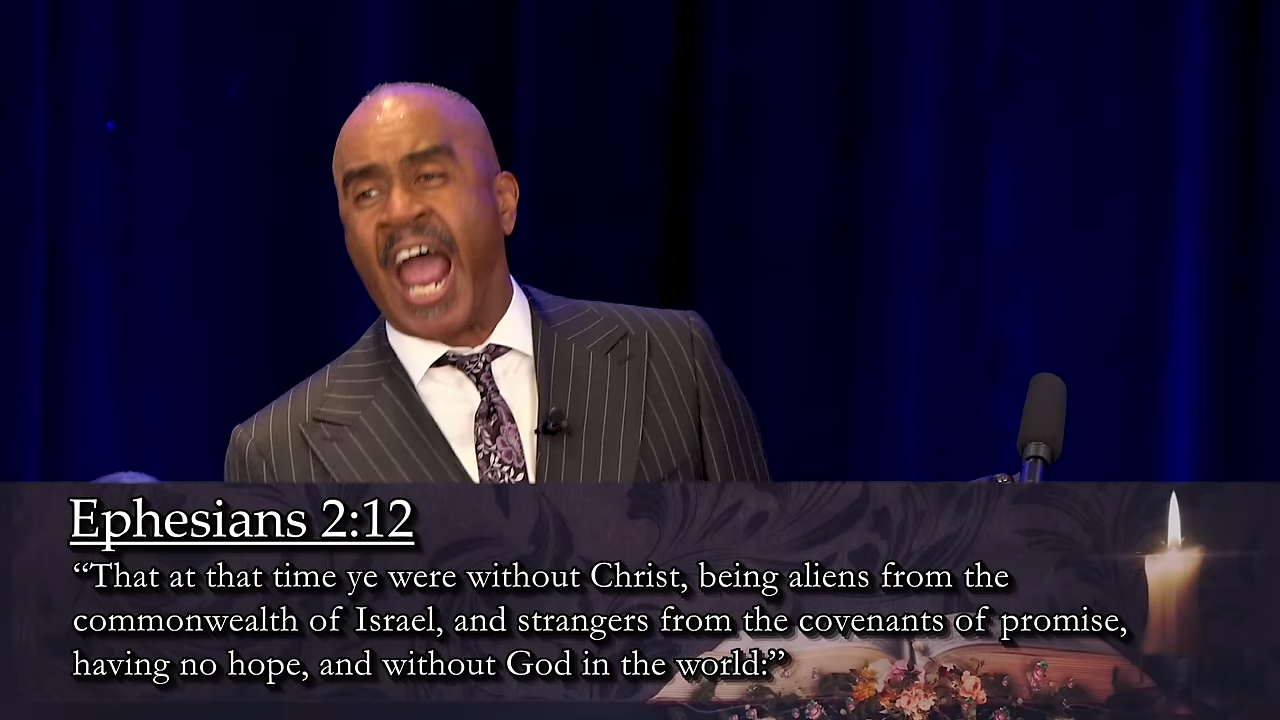 Ephesians 2:12
“That at that time ye were without Christ, being aliens from the
commonwealth of Israel, and strangers from the covenants of promise,
having no hope, and without God in the world:”